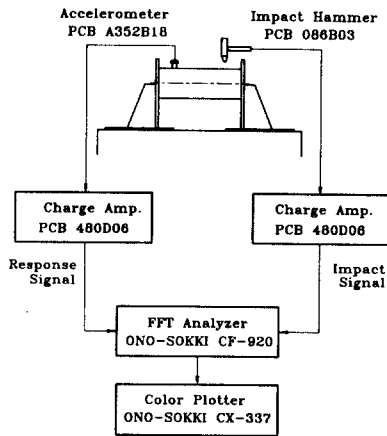 Accelerometer
PCB A352B18
Impact Hammer
PCB 086B03
Charge Amp.
PCB 480D06
Charge Amp.
PCB 480D06
Response
Signal
Impact
Signal
FFT Analyzer
ONO-SOKKI CF-920
Color Plotter
ONO-SOKKI CX-337